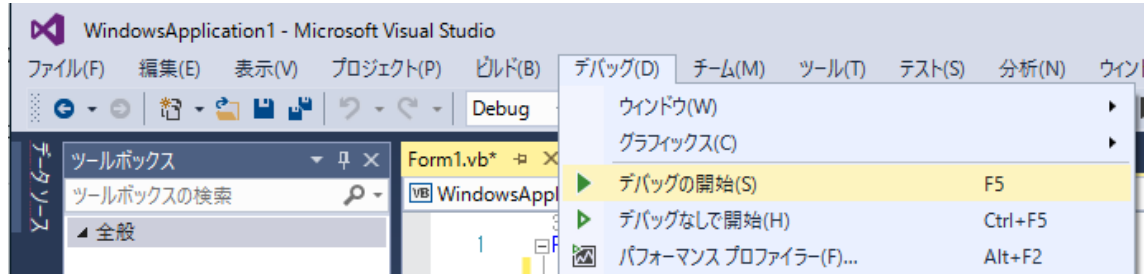 WindowsApplication1 - Microsoft Visual Studio
ファイル(F) 編集(E) 表示(V) プロジェクト(P) ビルド(B) デバッグ(D) チーム(M) ツール(T) テスト(S) 分析(N) ウィンド
Debug
ウィンドウ(W)
グラフィックス(C)
データソース
ツールボックス
Form1.vb*
デバッグの開始(S) F5
ツールボックスの検索
VB WindowsAppl
デバッグなしで開始(H) Ctrl+F5
全般
1
パフォーマンス プロファイラー(F)... Alt+F2